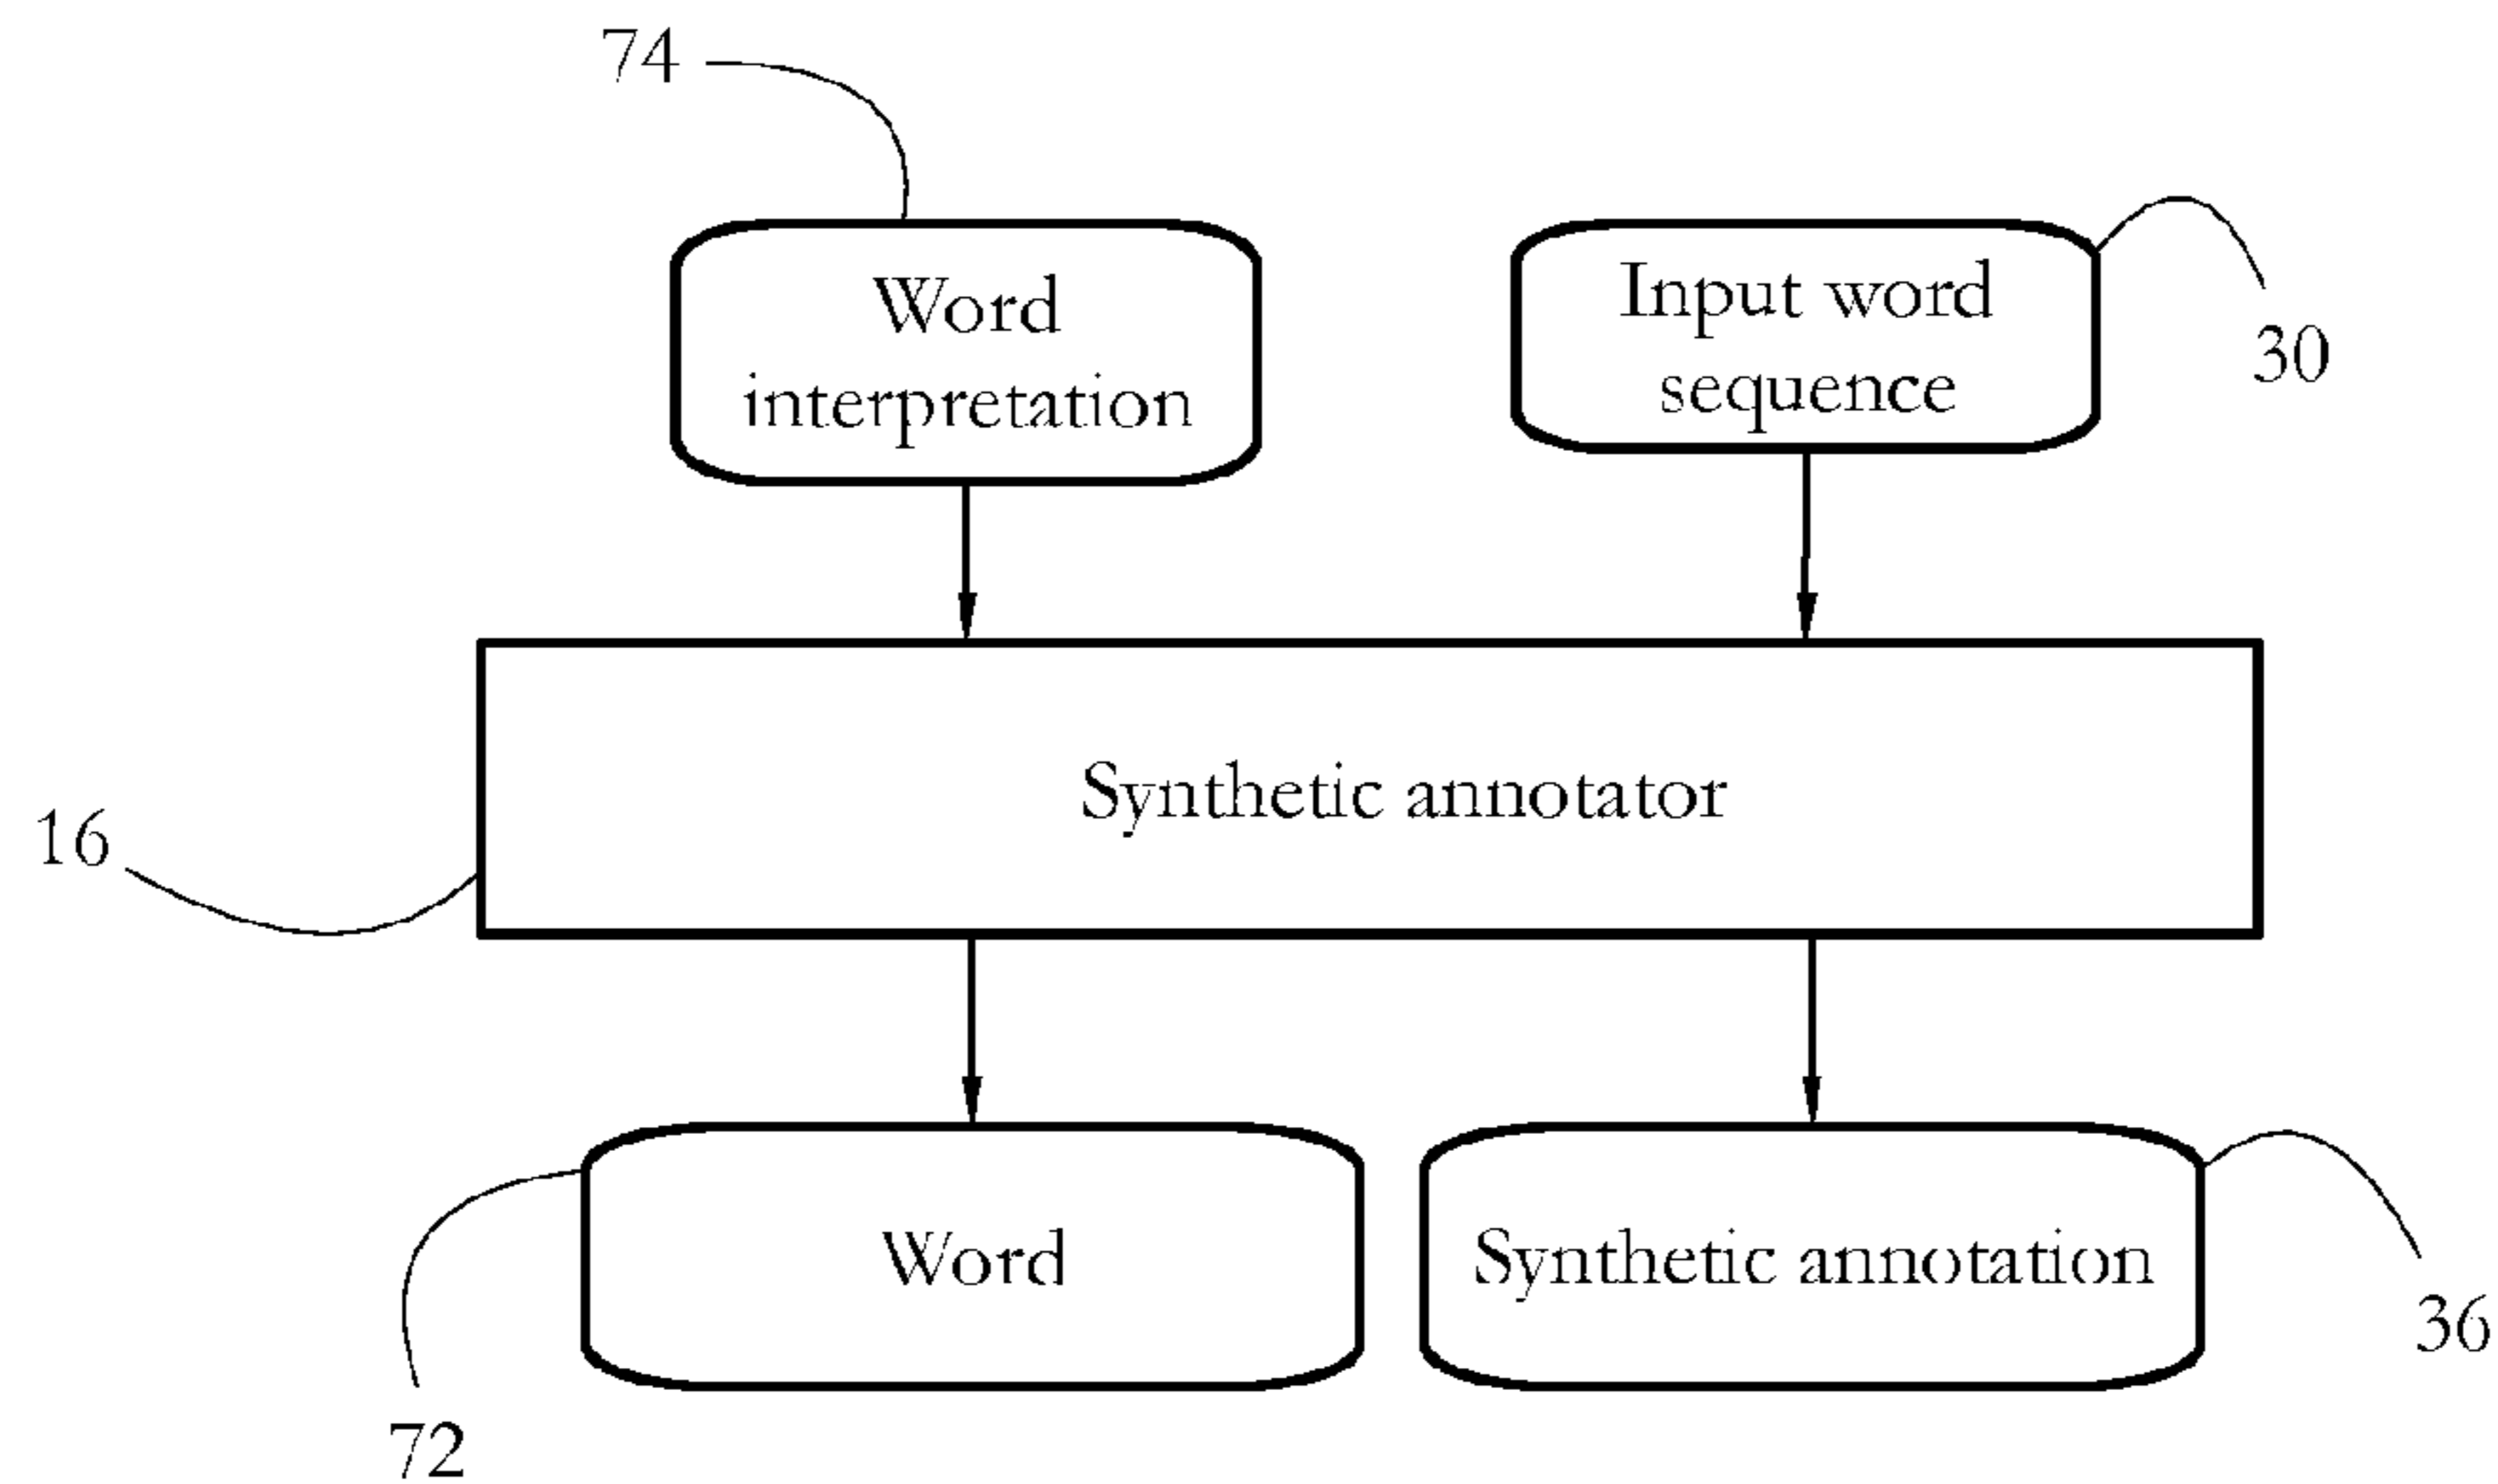 74
Word
interpretation
Input word
sequence
30
Synthetic annotator
16
Word
Synthetic annotation
36
72